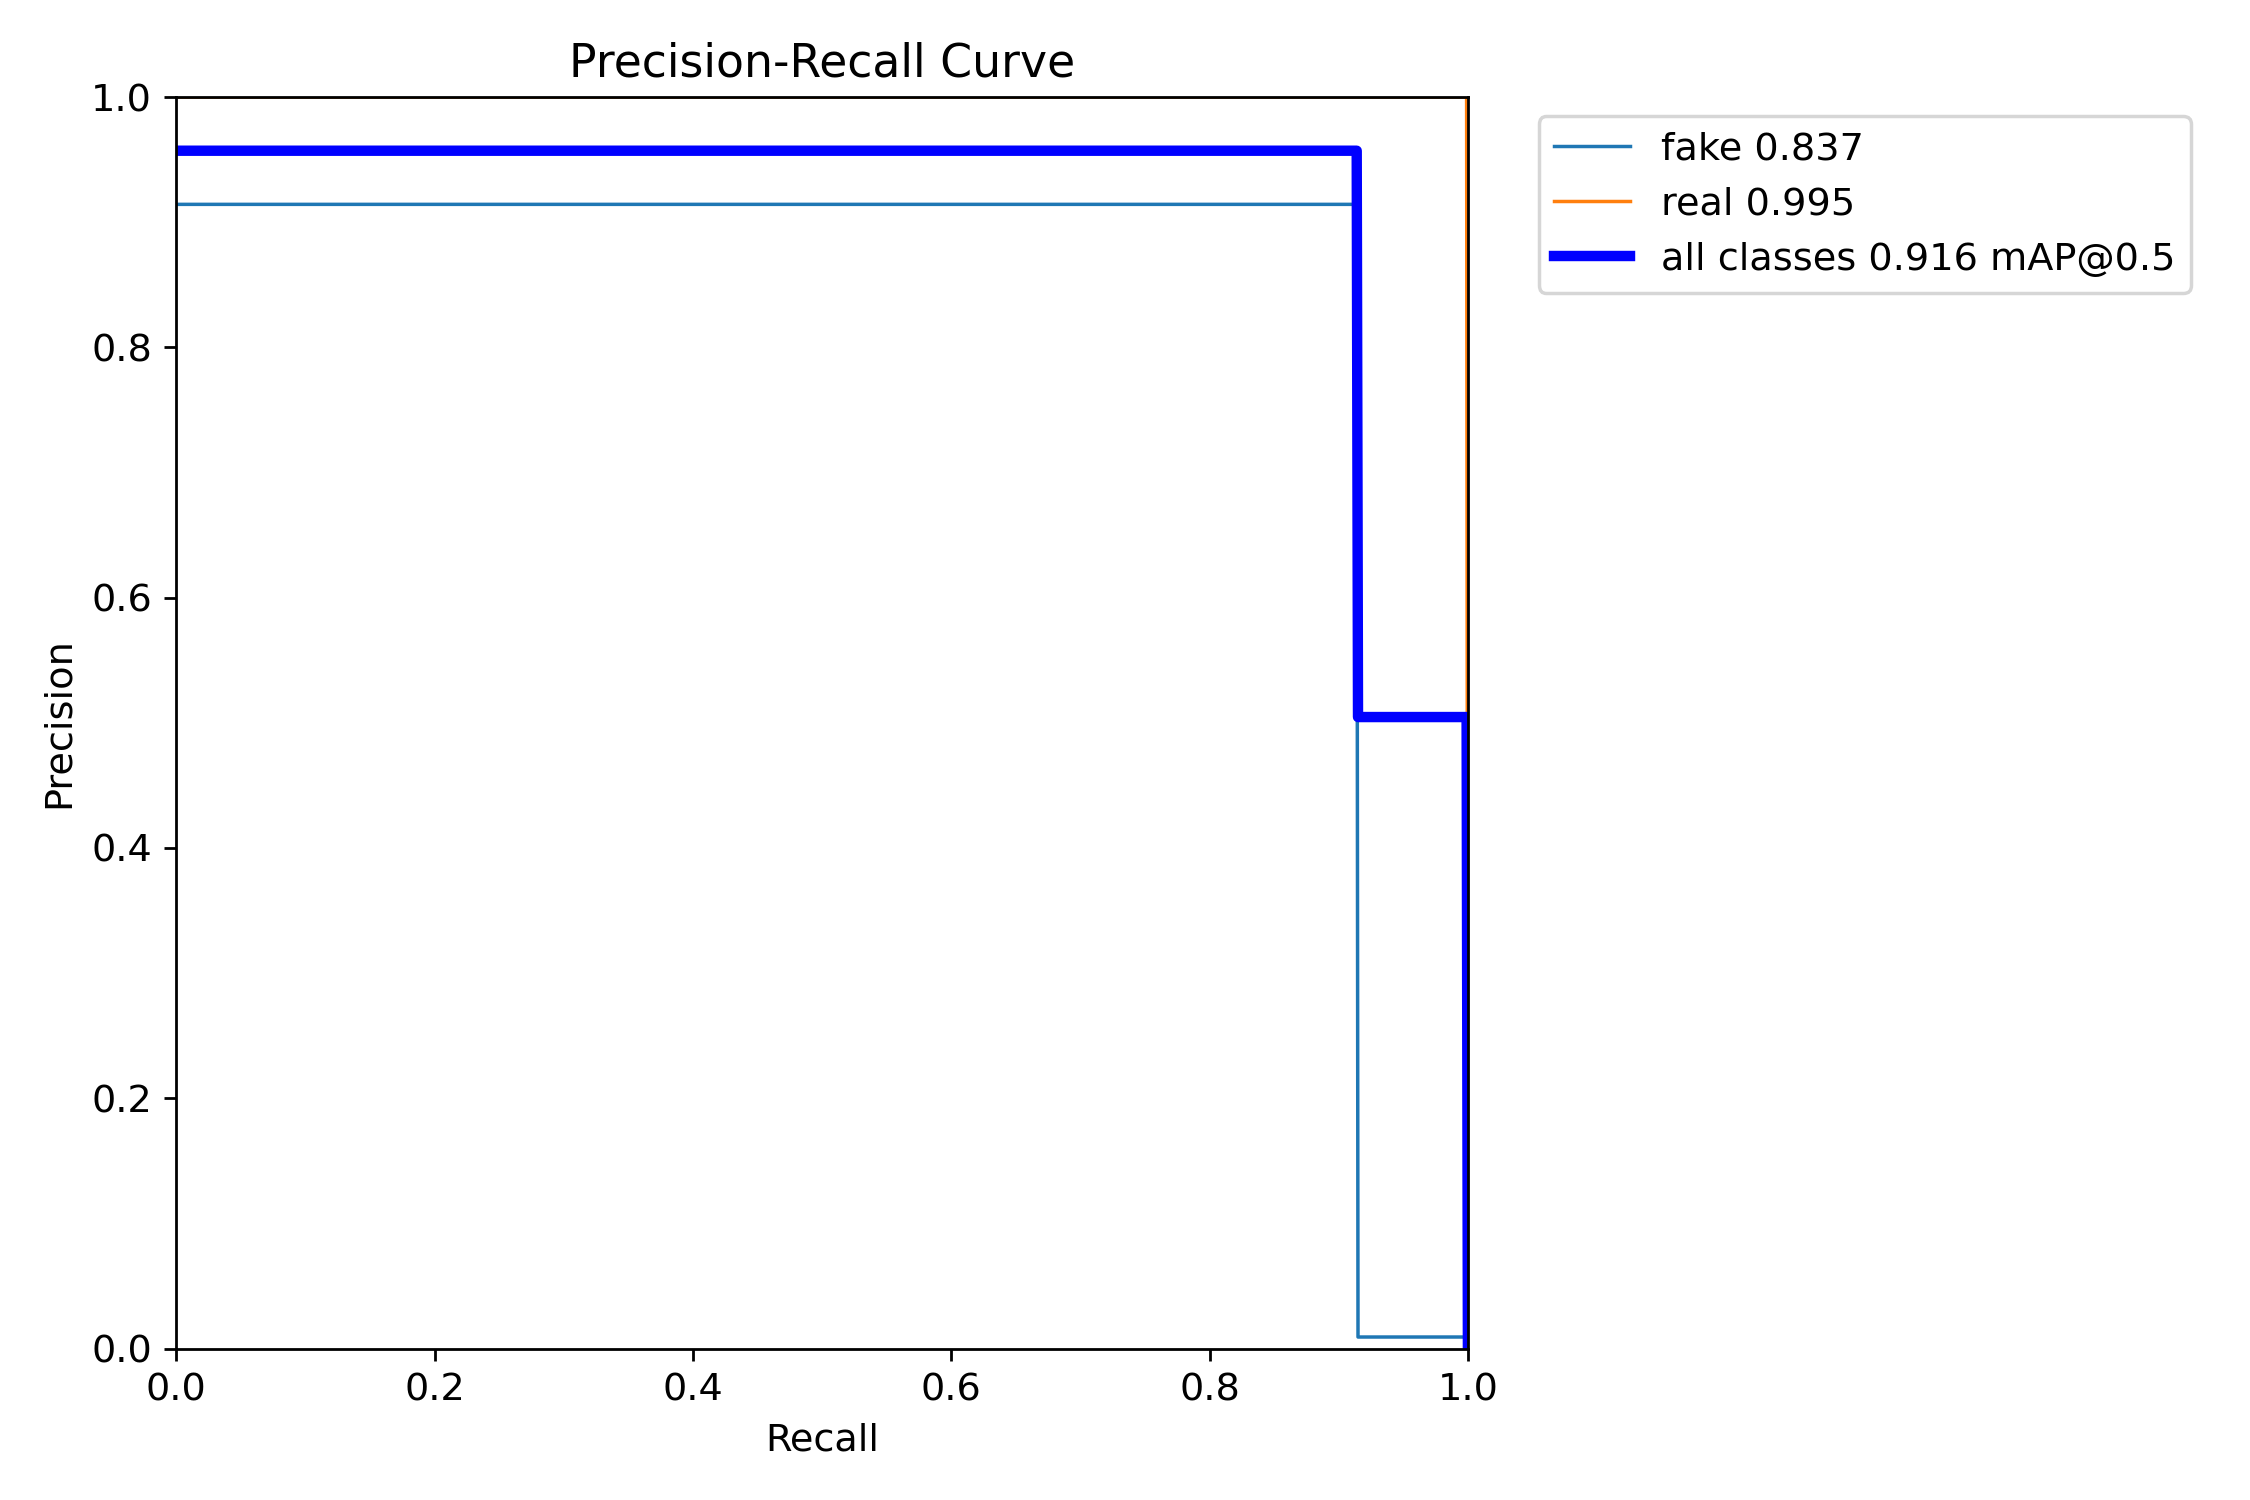 Precision-Recall Curve
1.0
0.8
0.6
0.4
0.2
0.0
Precision
0.0 0.2 0.4 0.6 0.8 1.0
Recall
fake 0.837
real 0.995
all classes 0.916 mAP@0.5